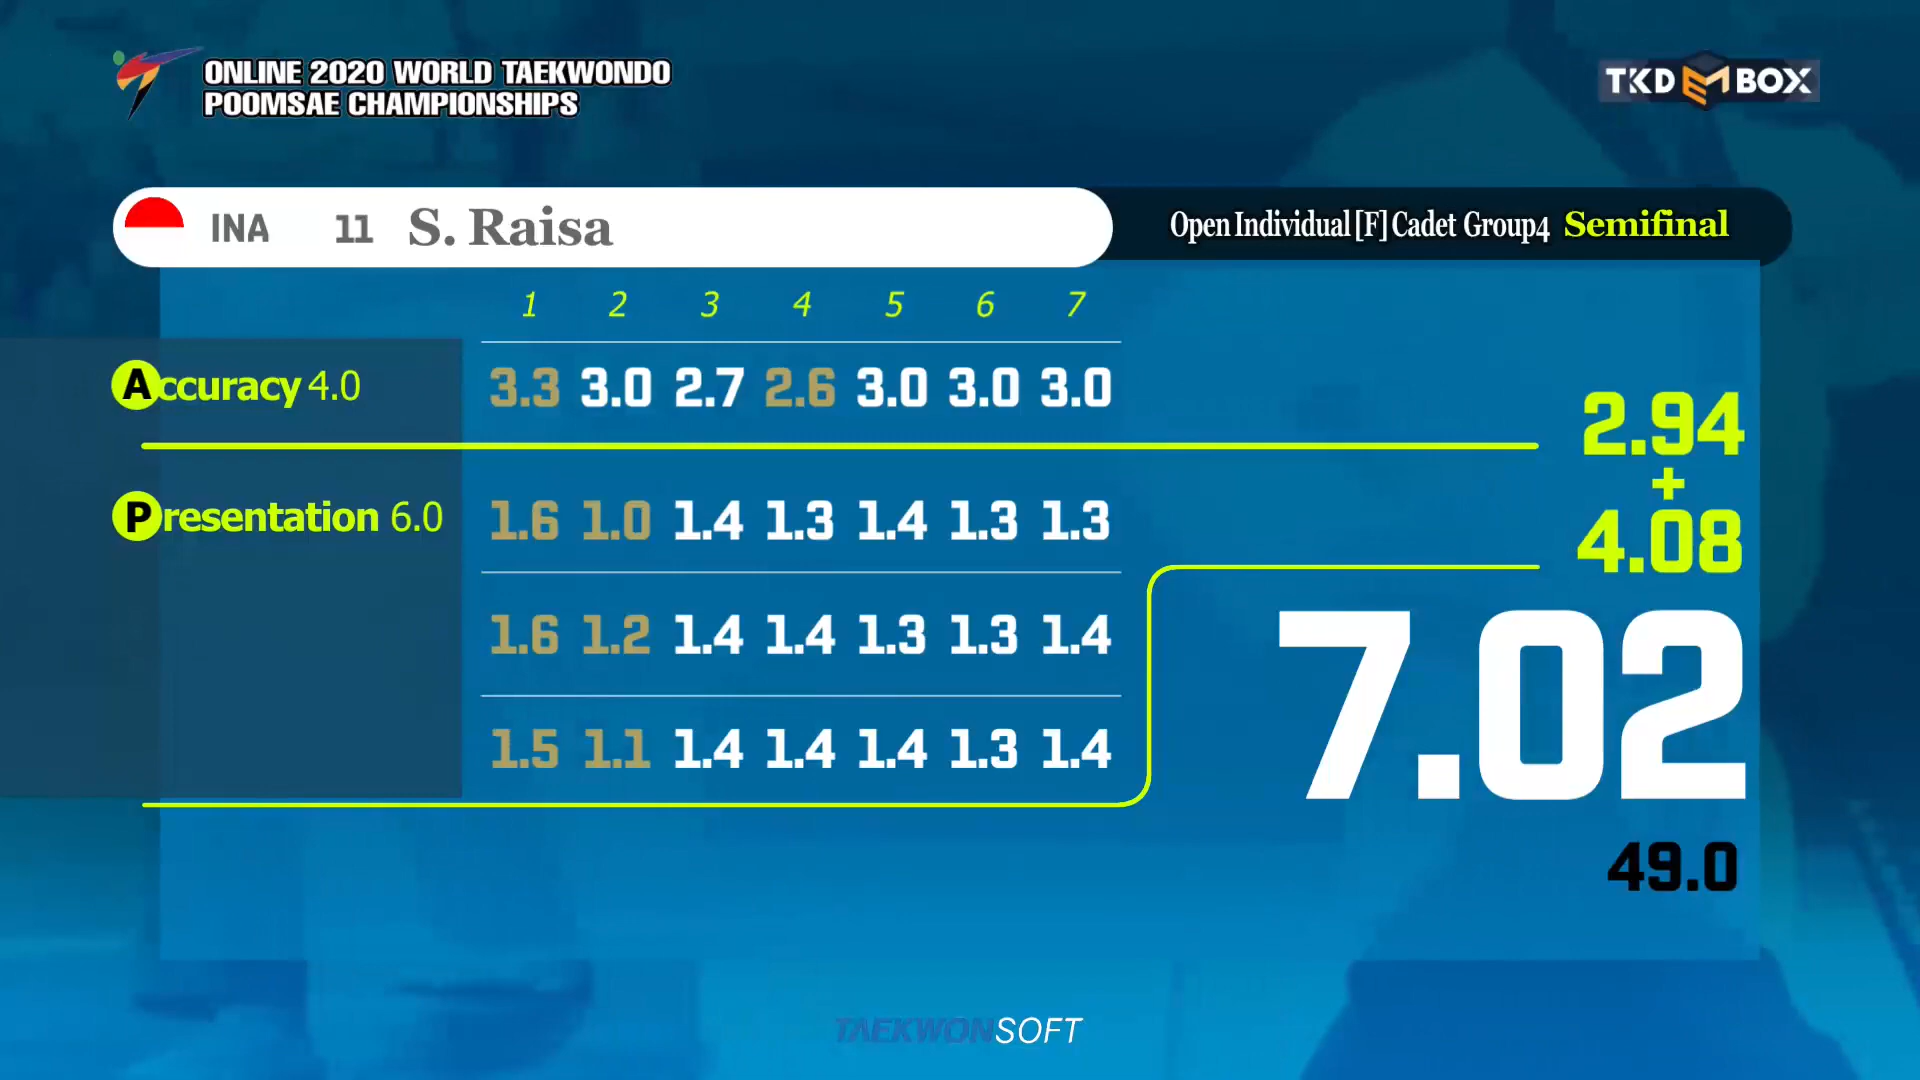 ONLINE 2020 WORLD TAEKWONDO
POOMSAE CHAMPIONSHIPS
TKD BOX
INA 11 S. Raisa
Open Individual [F] Cadet Group4 Semifinal
1 2 3 4 5 6 7
Accuracy 4.0 3.3 3.0 2.7 2.6 3.0 3.0 3.0
2.94
+
Presentation 6.0 1.6 1.0 1.4 1.3 1.4 1.3 1.3
4.08
1.6 1.2 1.4 1.4 1.3 1.3 1.4
7.02
1.5 1.1 1.4 1.4 1.4 1.3 1.4
49.0
TAEKWONSOFT